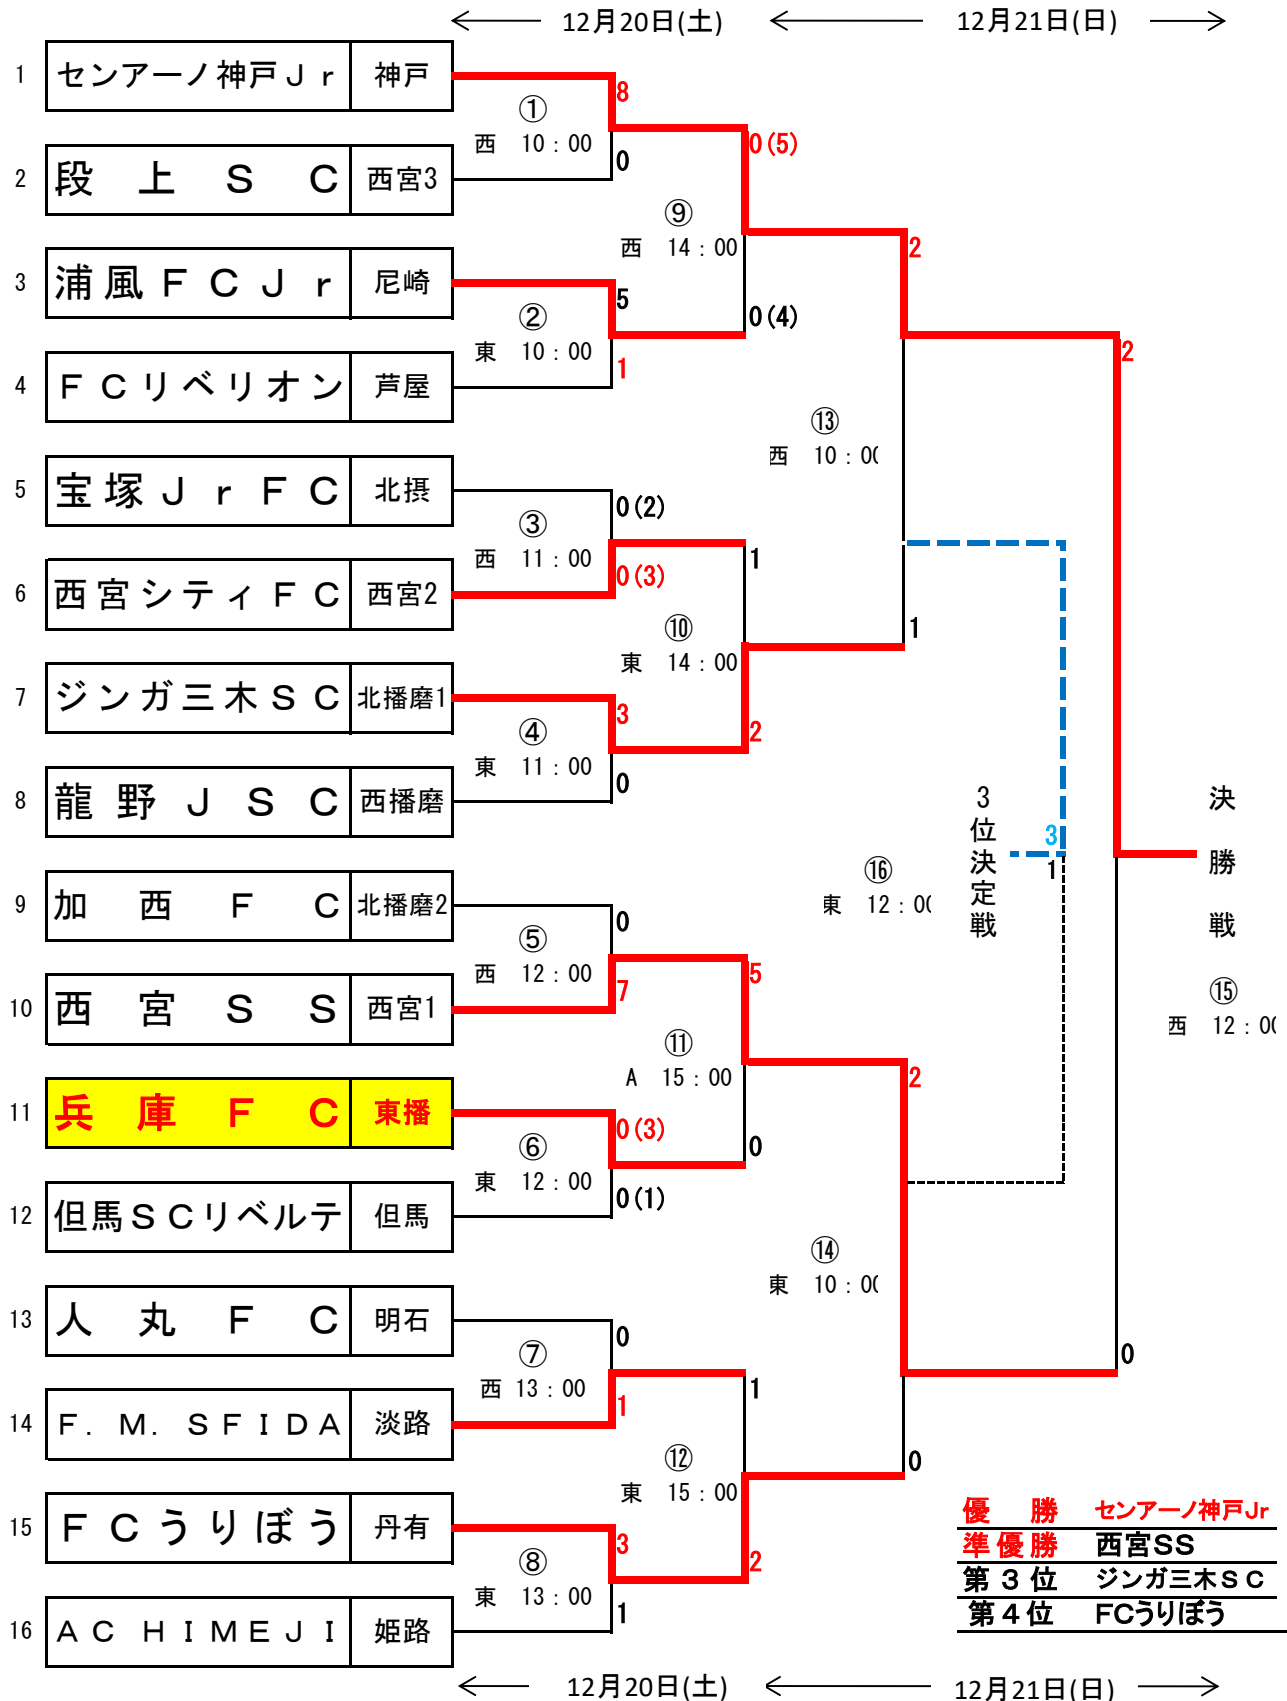 12月20日(土) 12月21日(日)
1 センアーノ神戸Ｊｒ 神戸
8
①
西 10：00
0(5)
2 段上ＳＣ 西宮3
0
⑨
西 14：00
2
3 浦風ＦＣＪｒ 尼崎
5
②
東 10：00
0(4)
2
4 ＦＣリベリオン 芦屋
1
⑬
西 10：00
5 宝塚ＪｒＦＣ 北摂
0(2)
③
西 11：00
1
6 西宮シティＦＣ 西宮2
0(3)
⑩
東 14：00
1
7 ジンガ三木ＳＣ 北播磨1
3
④
東 11：00
2
8 龍野ＪＳＣ 西播磨
0
3位決定戦
3
1
決勝戦
⑯
東 12：00
9 加西ＦＣ 北播磨2
0
⑤
西 12：00
5
10 西宮ＳＳ 西宮1
7
⑮
西 12：00
⑪
A 15：00
2
11 兵庫ＦＣ 東播
0(3)
⑥
東 12：00
0
12 但馬ＳＣリベルテ 但馬
0(1)
⑭
東 10：00
13 人丸ＦＣ 明石
0
⑦
西 13：00
1
0
14 Ｆ．Ｍ．ＳＦＩＤＡ 淡路
1
⑫
東 15：00
0
15 ＦＣうりぼう 丹有
3
⑧
東 13：00
2
16 ＡＣ ＨＩＭＥＪＩ 姫路
1
優勝 センアーノ神戸Jr
準優勝 西宮SS
第３位 ジンガ三木ＳＣ
第４位 FCうりぼう
12月20日(土) 12月21日(日)